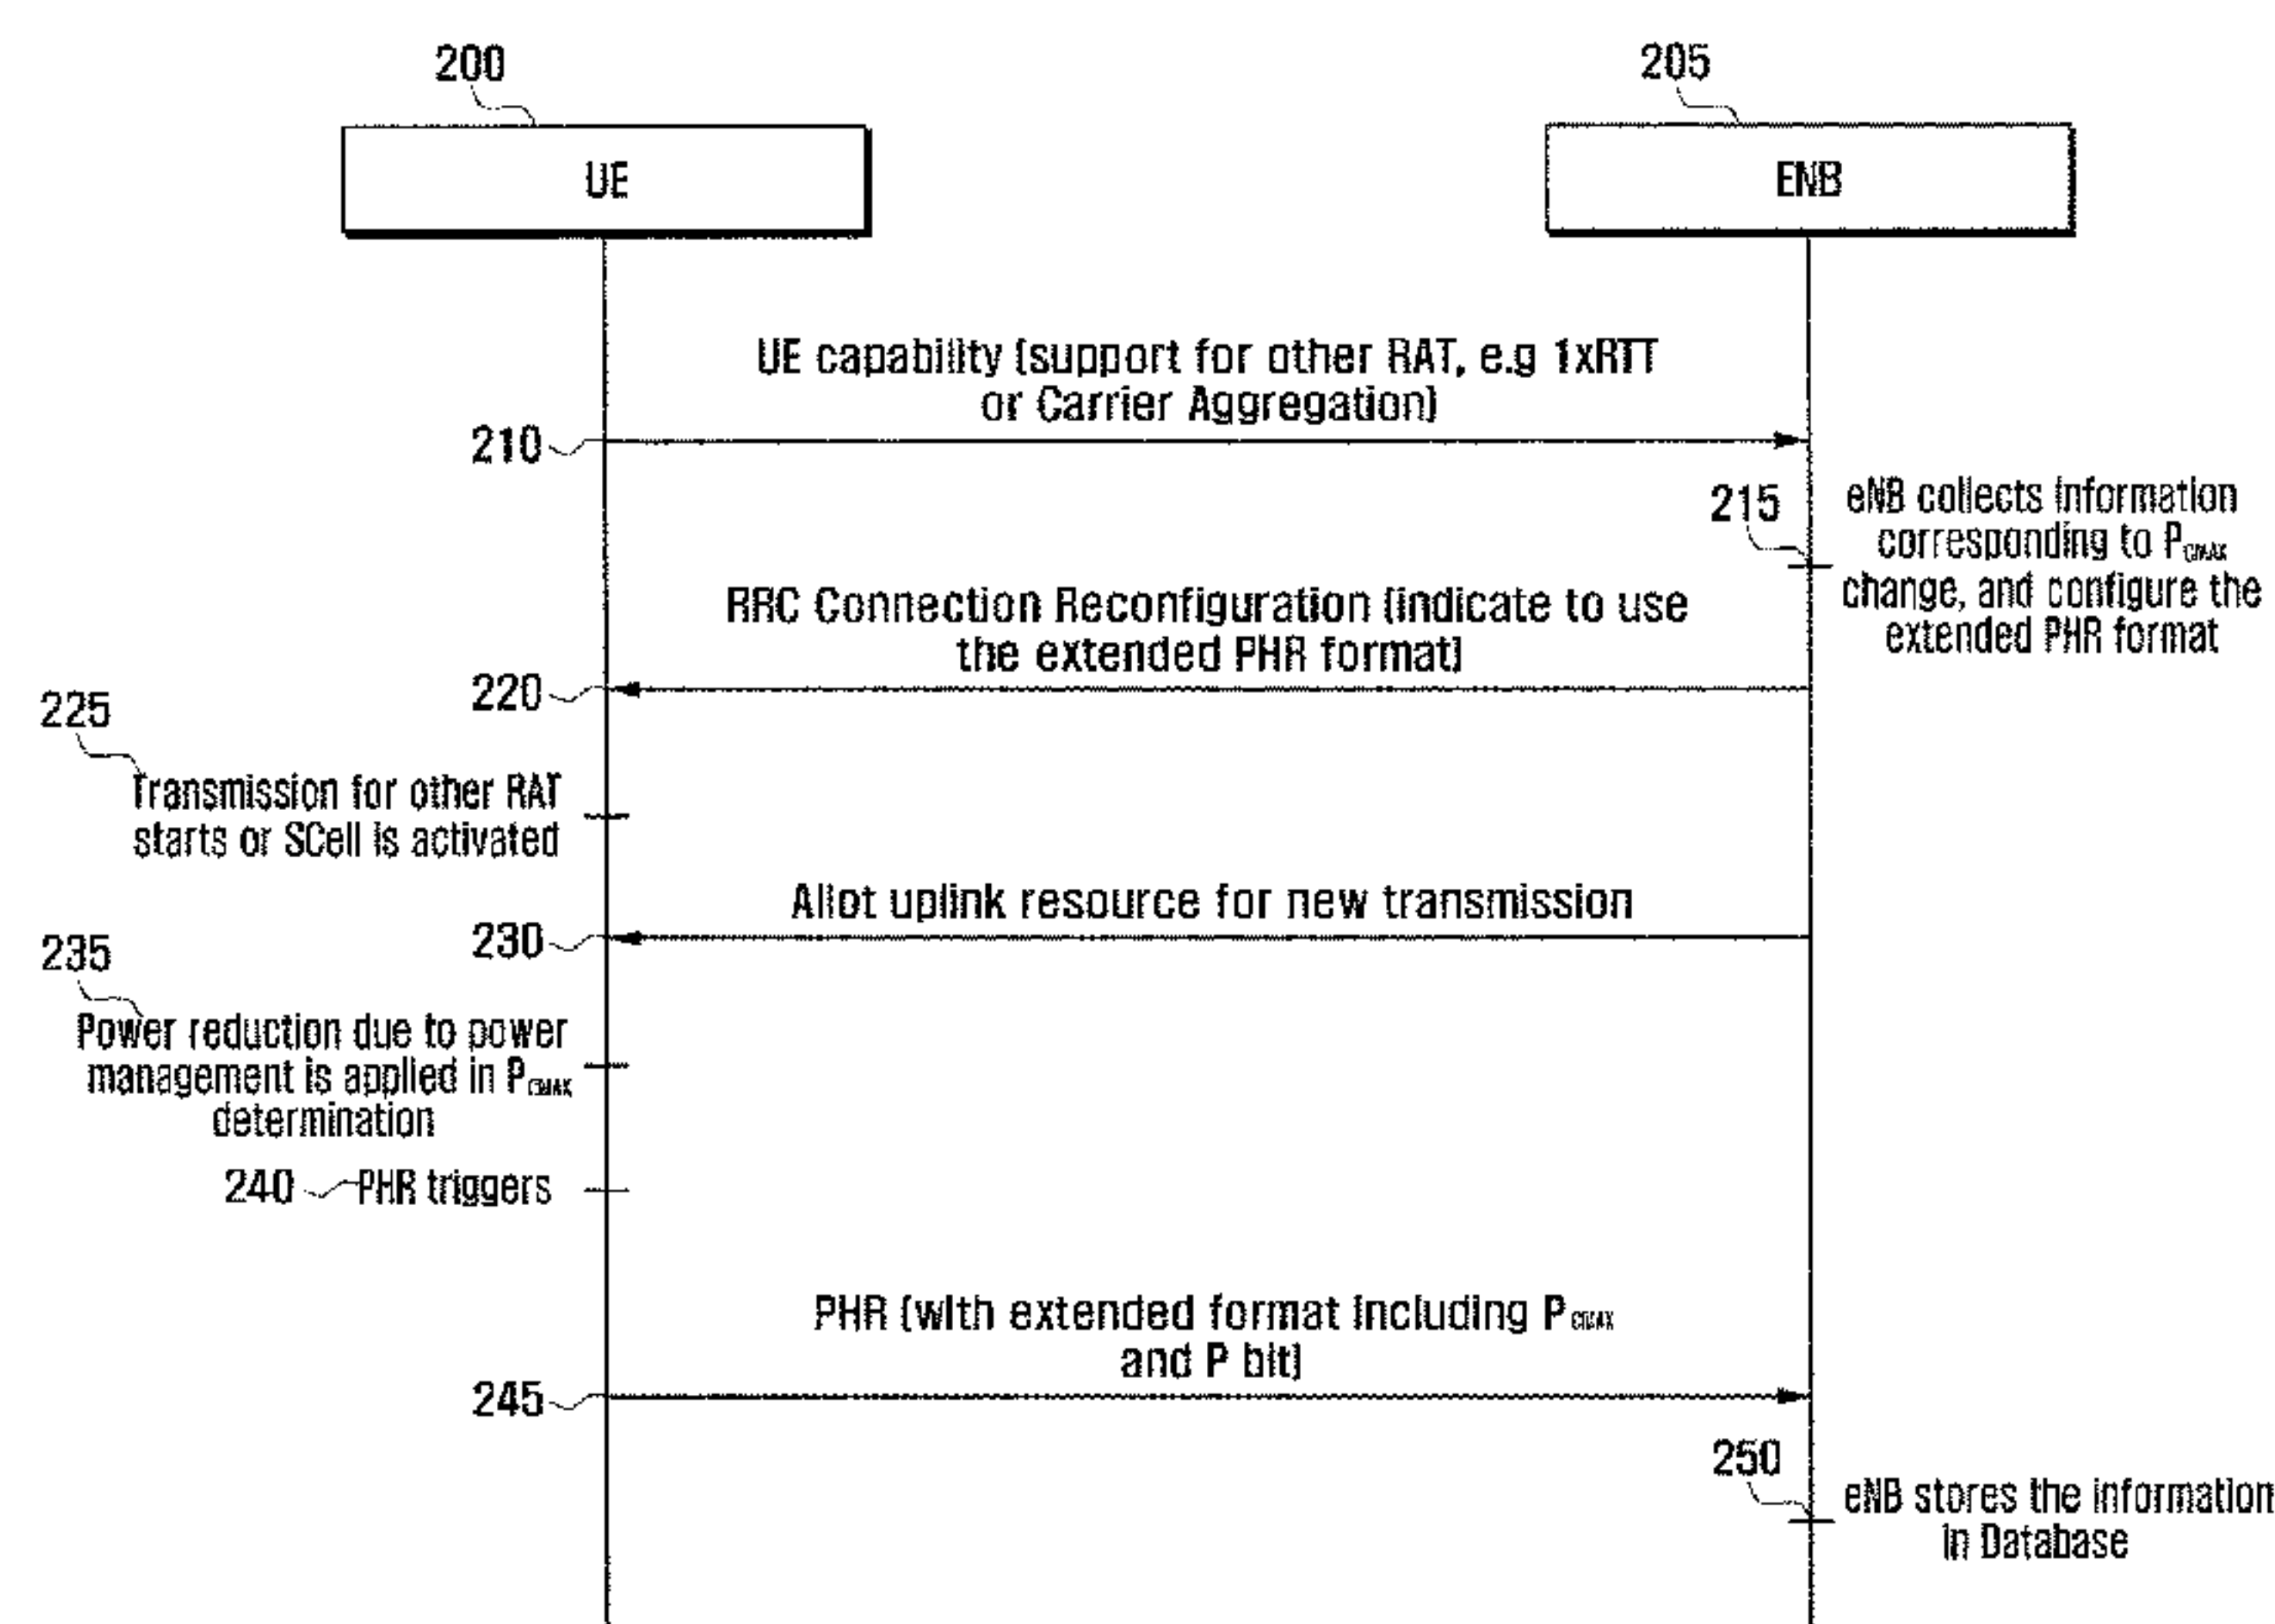 200
205
UE
ENB
UE capability (support for other RAT, e.g 1xRTT
or Carrier Aggregation)
210
215
eNB collects information
corresponding to PCMAX
change, and configure the
extended PHR format
RRC Connection Reconfiguration (indicate to use
the extended PHR format)
220
225
Transmission for other RAT
starts or SCell is activated
Allot uplink resource for new transmission
230
235
Power reduction due to power
management is applied in PCMAX
determination
240
PHR triggers
PHR (with extended format including PCMAX
and P bit)
245
250
eNB stores the information
in Database